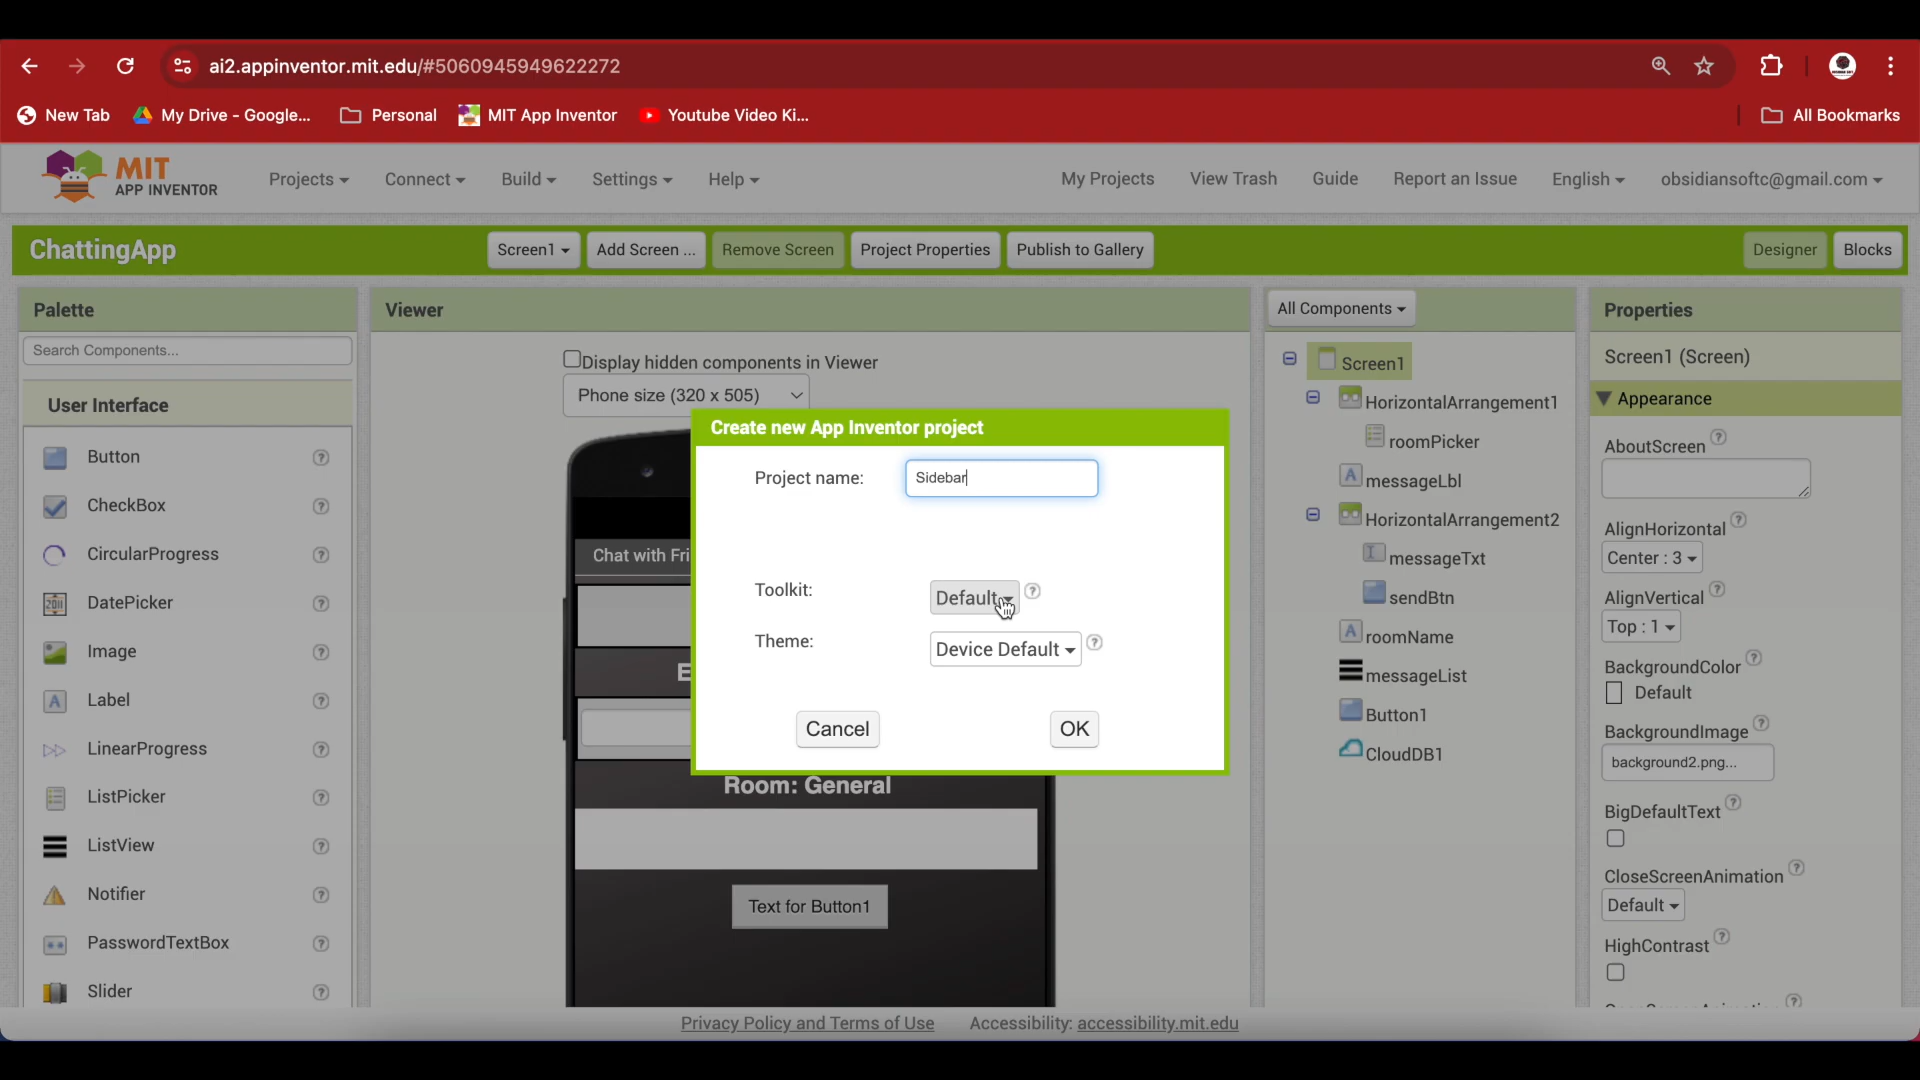 ai2.appinventor.mit.edu/#5060945949622272
New Tab My Drive - Google... Personal MIT App Inventor Youtube Video Ki... All Bookmarks
MIT
APP INVENTOR
Projects Connect Build Settings Help My Projects View Trash Guide Report an Issue English obsidiansoftc@gmail.com
ChattingApp Screen1 Add Screen ... Remove Screen Project Properties Publish to Gallery Designer Blocks
Palette
Search Components...
User Interface
Button
CheckBox
CircularProgress
DatePicker
Image
Label
LinearProgress
ListPicker
ListView
Notifier
PasswordTextBox
Slider
Viewer
Display hidden components in Viewer
Phone size (320 x 505)
Chat with Fri
Create new App Inventor project
Project name: Sidebar
Toolkit: Default
Theme: Device Default
Cancel OK
Room: General
Text for Button1
All Components
Screen1
HorizontalArrangement1
roomPicker
messageLbl
HorizontalArrangement2
messageTxt
sendBtn
roomName
messageList
Button1
CloudDB1
Properties
Screen1 (Screen)
Appearance
AboutScreen
AlignHorizontal
Center : 3
AlignVertical
Top : 1
BackgroundColor
Default
BackgroundImage
background2.png...
BigDefaultText
CloseScreenAnimation
Default
HighContrast
Privacy Policy and Terms of Use Accessibility: accessibility.mit.edu